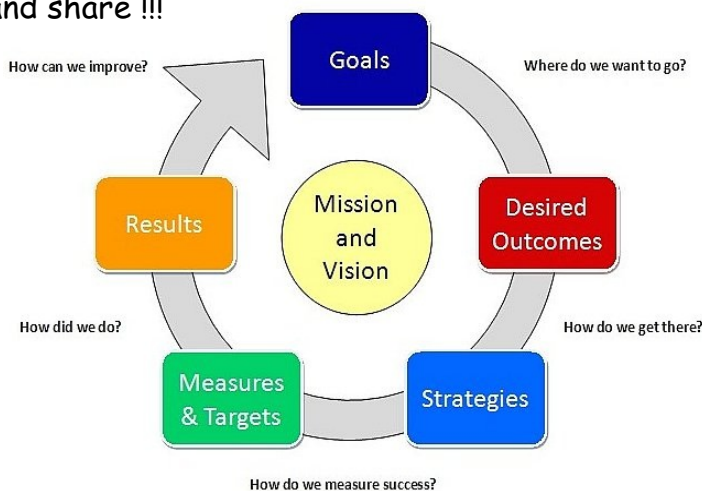 and share !!!
Goals
How can we improve?
Where do we want to go?
Mission
and
Vision
Desired
Outcomes
Results
How did we do?
How do we get there?
Measures
& Targets
Strategies
How do we measure success?